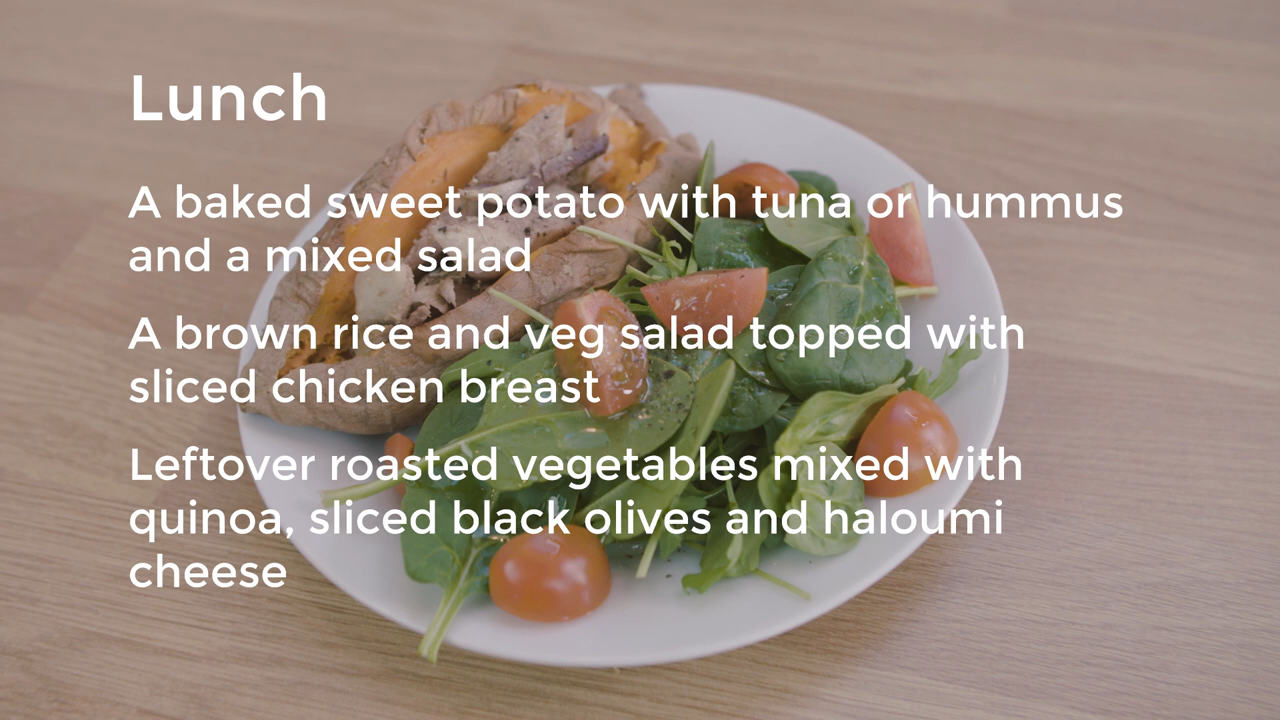 Lunch
A baked sweet potato with tuna or hummus
and a mixed salad
A brown rice and veg salad topped with
sliced chicken breast
Leftover roasted vegetables mixed with
quinoa, sliced black olives and haloumi
cheese